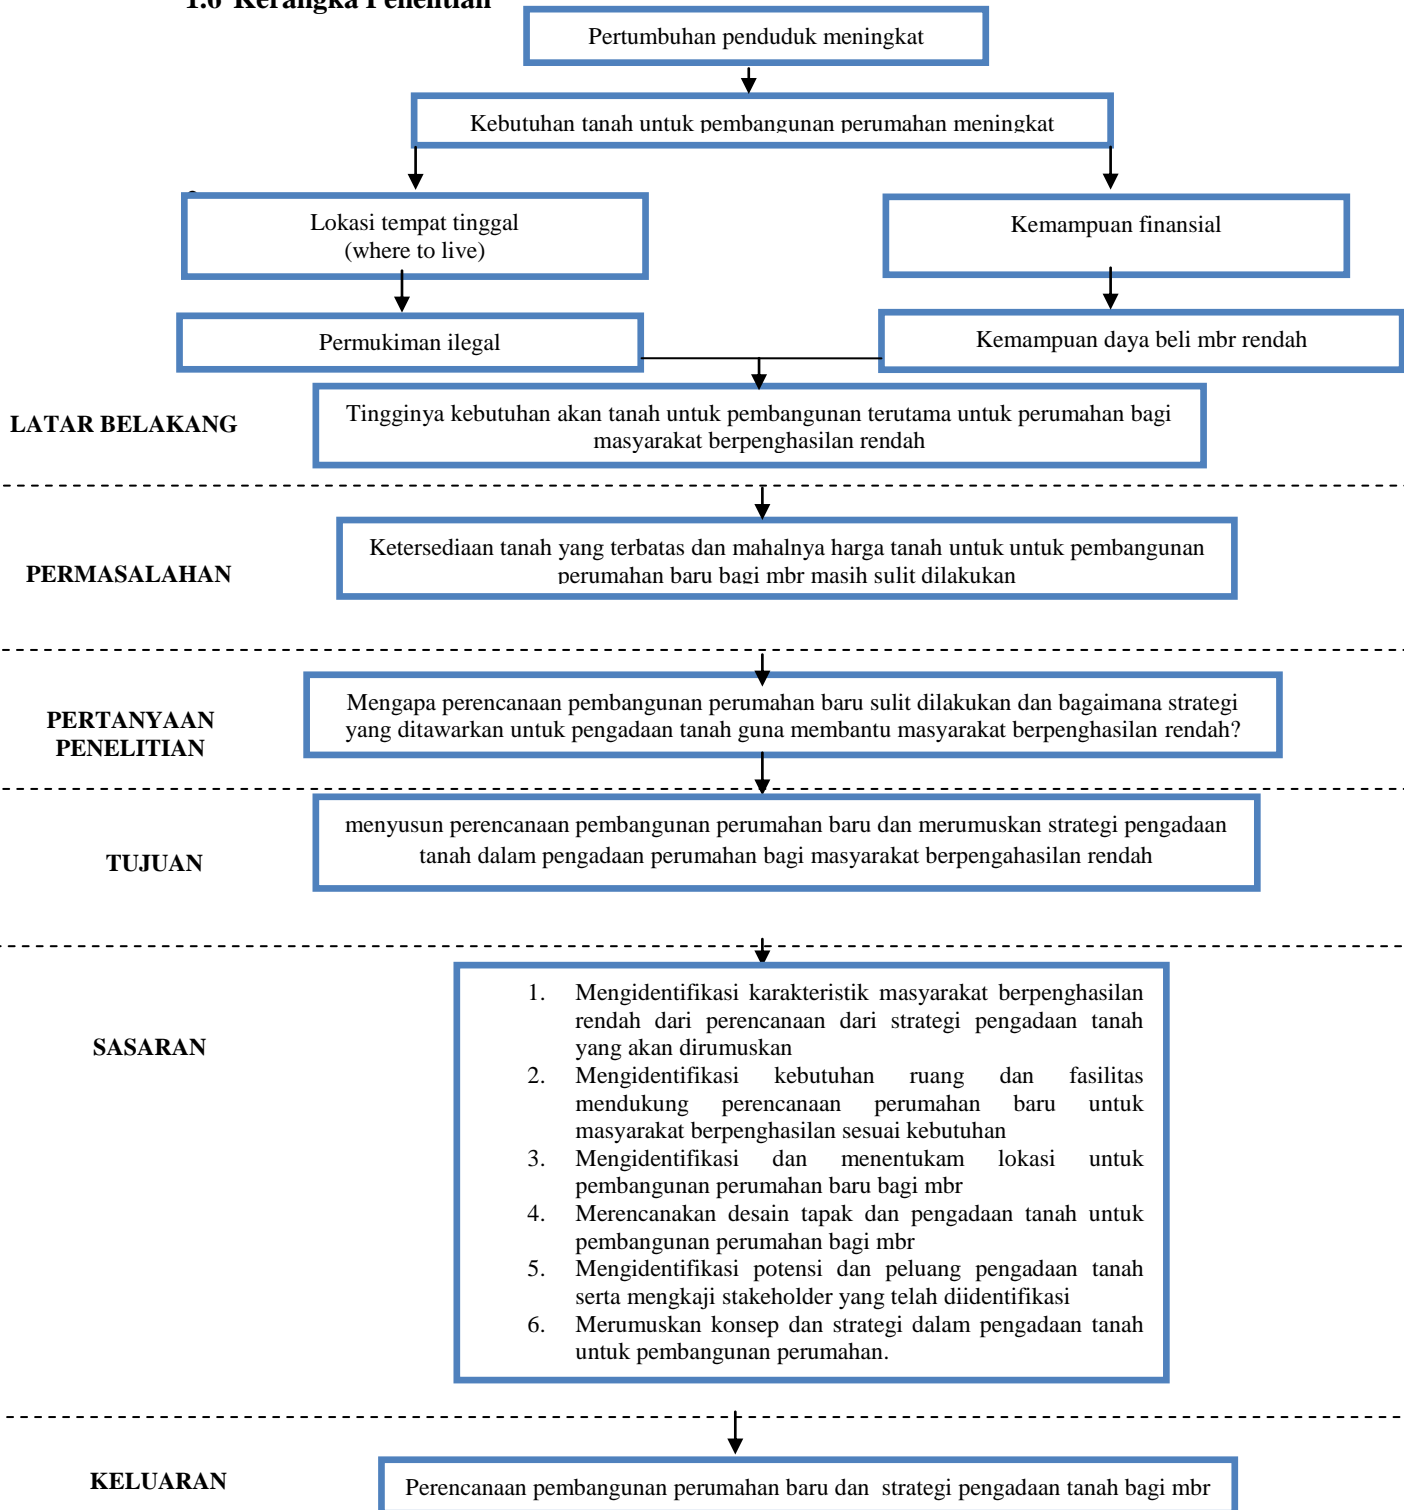 1.6 Kerangka Penelitian
Pertumbuhan penduduk meningkat
Kebutuhan tanah untuk pembangunan perumahan meningkat
Lokasi tempat tinggal
(where to live)
Kemampuan finansial
Permukiman ilegal
Kemampuan daya beli mbr rendah
LATAR BELAKANG
Tingginya kebutuhan akan tanah untuk pembangunan terutama untuk perumahan bagi
masyarakat berpenghasilan rendah
PERMASALAHAN
Ketersediaan tanah yang terbatas dan mahalnya harga tanah untuk untuk pembangunan
perumahan baru bagi mbr masih sulit dilakukan
PERTANYAAN
PENELITIAN
Mengapa perencanaan pembangunan perumahan baru sulit dilakukan dan bagaimana strategi
yang ditawarkan untuk pengadaan tanah guna membantu masyarakat berpenghasilan rendah?
TUJUAN
menyusun perencanaan pembangunan perumahan baru dan merumuskan strategi pengadaan
tanah dalam pengadaan perumahan bagi masyarakat berpengahasilan rendah
SASARAN
1. Mengidentifikasi karakteristik masyarakat berpenghasilan
rendah dari perencanaan dari strategi pengadaan tanah
yang akan dirumuskan
2. Mengidentifikasi kebutuhan ruang dan fasilitas
mendukung perencanaan perumahan baru untuk
masyarakat berpenghasilan sesuai kebutuhan
3. Mengidentifikasi dan menentukam lokasi untuk
pembangunan perumahan baru bagi mbr
4. Merencanakan desain tapak dan pengadaan tanah untuk
pembangunan perumahan bagi mbr
5. Mengidentifikasi potensi dan peluang pengadaan tanah
serta mengkaji stakeholder yang telah diidentifikasi
6. Merumuskan konsep dan strategi dalam pengadaan tanah
untuk pembangunan perumahan.
KELUARAN
Perencanaan pembangunan perumahan baru dan strategi pengadaan tanah bagi mbr